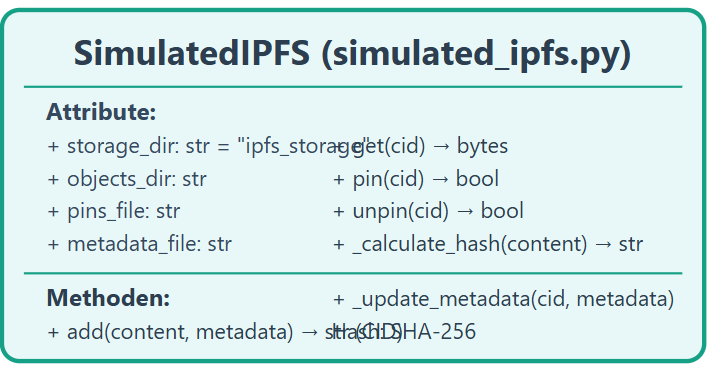 SimulatedIPFS (simulated_ipfs.py)
Attribute:
+ storage_dir: str = "ipfs_storage"
+ objects_dir: str
+ pins_file: str
+ metadata_file: str
+ get(cid) → bytes
+ pin(cid) → bool
+ unpin(cid) → bool
+ _calculate_hash(content) → str
Methoden:
+ add(content, metadata) → str (CID)
+ _update_metadata(cid, metadata)
Hash: SHA-256